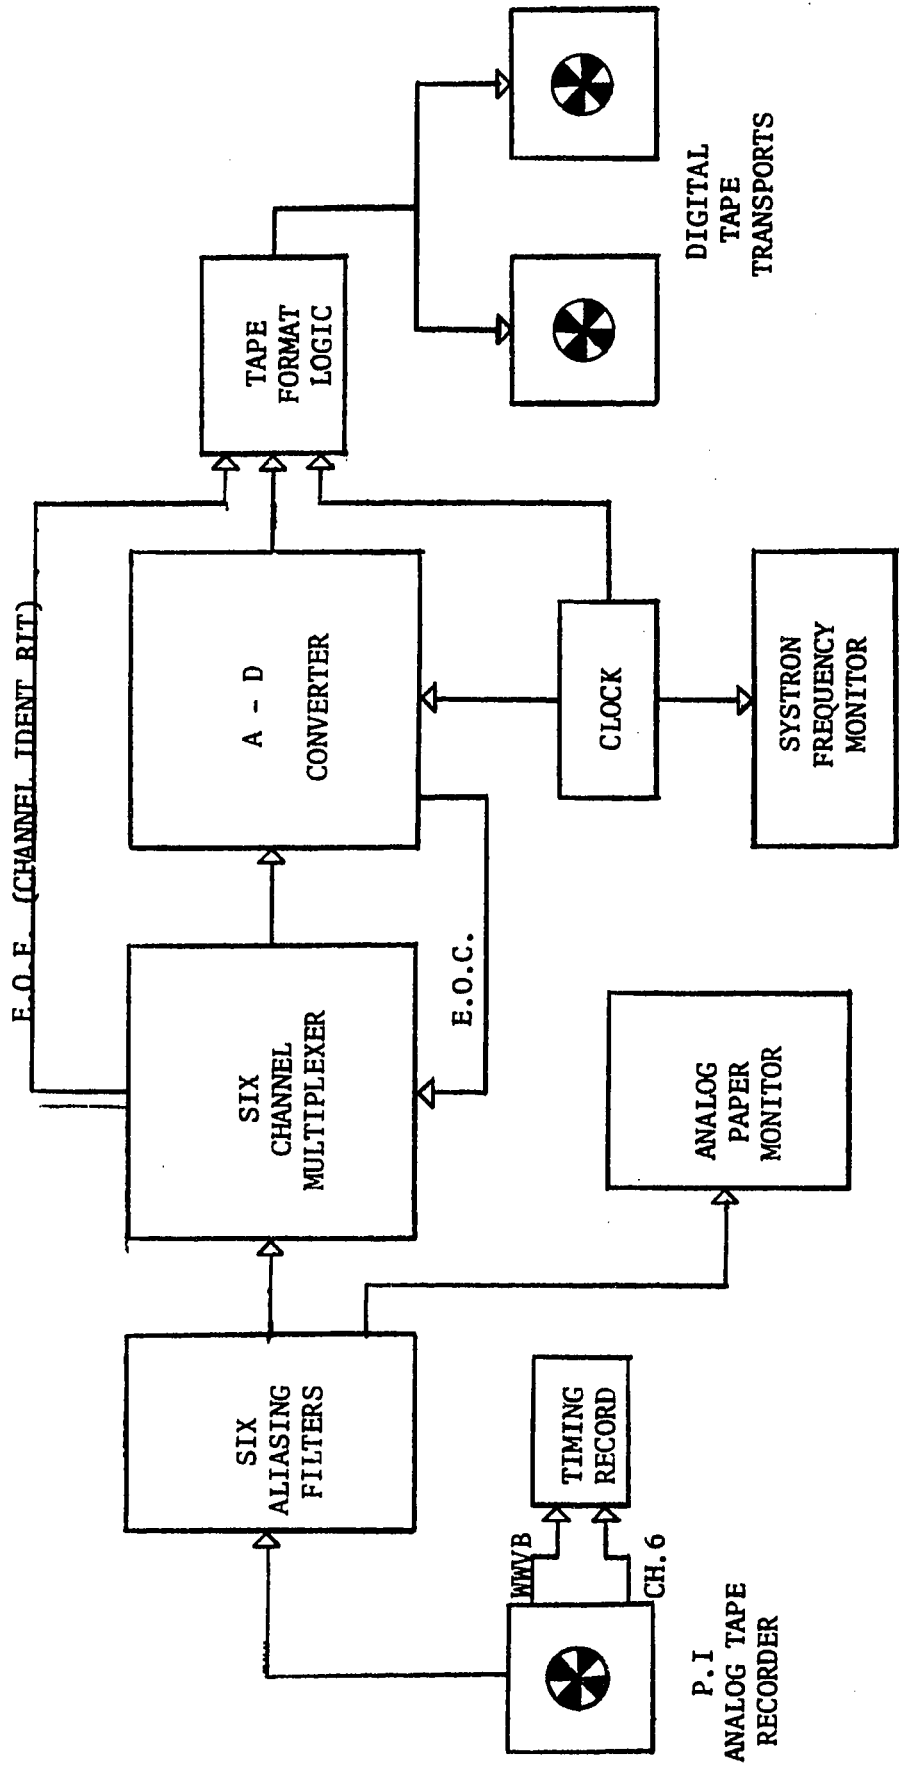 E.O.F. (CHANNEL IDENT BIT)
SIX
ALIASING
FILTERS
SIX
CHANNEL
MULTIPLEXER
A - D
CONVERTER
TAPE
FORMAT
LOGIC
E.O.C.
WWVB
CH.6
TIMING
RECORD
P.I
ANALOG TAPE
RECORDER
ANALOG
PAPER
MONITOR
CLOCK
SYSTRON
FREQUENCY
MONITOR
DIGITAL
TAPE
TRANSPORTS